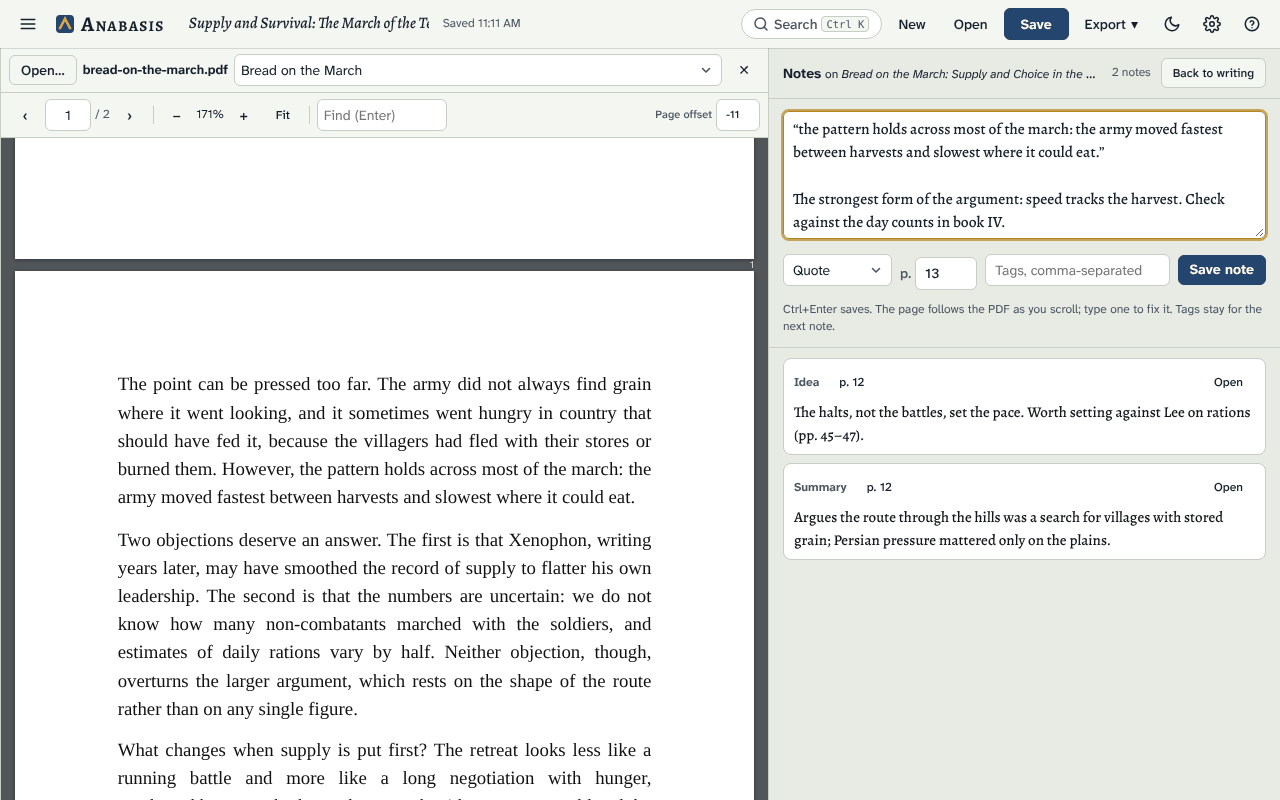 ANABASIS
Supply and Survival: The March of the Te
Saved 11:11 AM
Search Ctrl K
New
Open
Save
Export ▾
Open...
bread-on-the-march.pdf
Bread on the March
✕
‹ 1 / 2 ›
– 171% +
Fit
Find (Enter)
Page offset -11
1
The point can be pressed too far. The army did not always find grain
where it went looking, and it sometimes went hungry in country that
should have fed it, because the villagers had fled with their stores or
burned them. However, the pattern holds across most of the march: the
army moved fastest between harvests and slowest where it could eat.
Two objections deserve an answer. The first is that Xenophon, writing
years later, may have smoothed the record of supply to flatter his own
leadership. The second is that the numbers are uncertain: we do not
know how many non-combatants marched with the soldiers, and
estimates of daily rations vary by half. Neither objection, though,
overturns the larger argument, which rests on the shape of the route
rather than on any single figure.
What changes when supply is put first? The retreat looks less like a
running battle and more like a long negotiation with hunger,
Notes on Bread on the March: Supply and Choice in the ...
2 notes
Back to writing
“the pattern holds across most of the march: the army moved fastest
between harvests and slowest where it could eat.”
The strongest form of the argument: speed tracks the harvest. Check
against the day counts in book IV.
Quote
p. 13
Tags, comma-separated
Save note
Ctrl+Enter saves. The page follows the PDF as you scroll; type one to fix it. Tags stay for the
next note.
Idea p. 12 Open
The halts, not the battles, set the pace. Worth setting against Lee on rations
(pp. 45–47).
Summary p. 12 Open
Argues the route through the hills was a search for villages with stored
grain; Persian pressure mattered only on the plains.